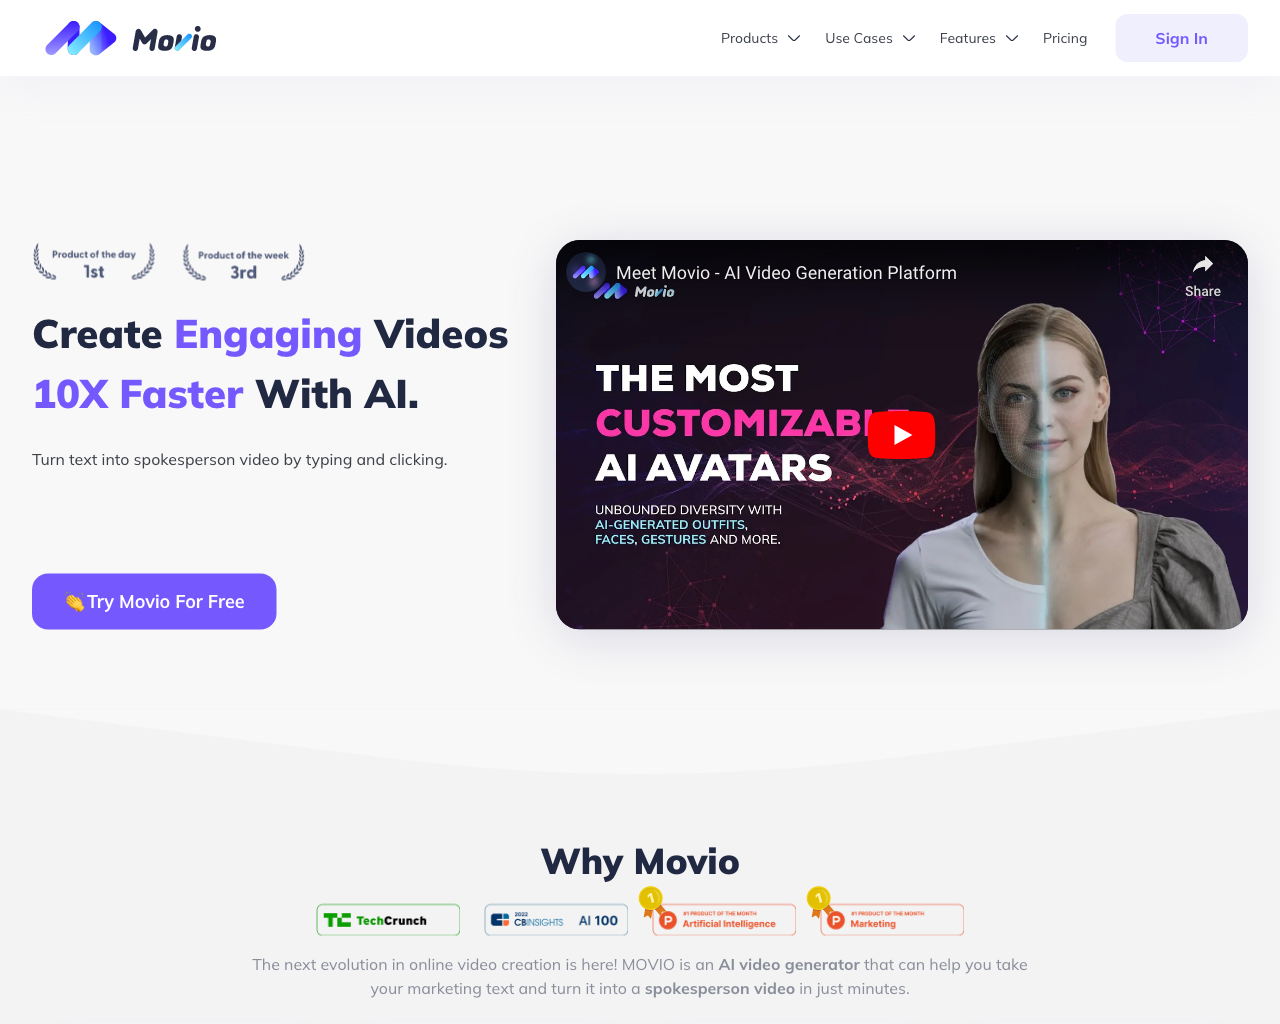 Movio
Products
Use Cases
Features
Pricing
Sign In
Product of the day
1st
Product of the week
3rd
Create Engaging Videos
10X Faster With AI.
Turn text into spokesperson video by typing and clicking.
👏Try Movio For Free
Meet Movio - AI Video Generation Platform
Movio
Share
THE MOST
CUSTOMIZABLE
AI AVATARS
UNBOUNDED DIVERSITY WITH
AI-GENERATED OUTFITS,
FACES, GESTURES AND MORE.
Why Movio
TC TechCrunch
2022
CBINSIGHTS AI 100
1
P
#1 PRODUCT OF THE MONTH
Artificial Intelligence
1
P
#1 PRODUCT OF THE MONTH
Marketing
The next evolution in online video creation is here! MOVIO is an AI video generator that can help you take
your marketing text and turn it into a spokesperson video in just minutes.